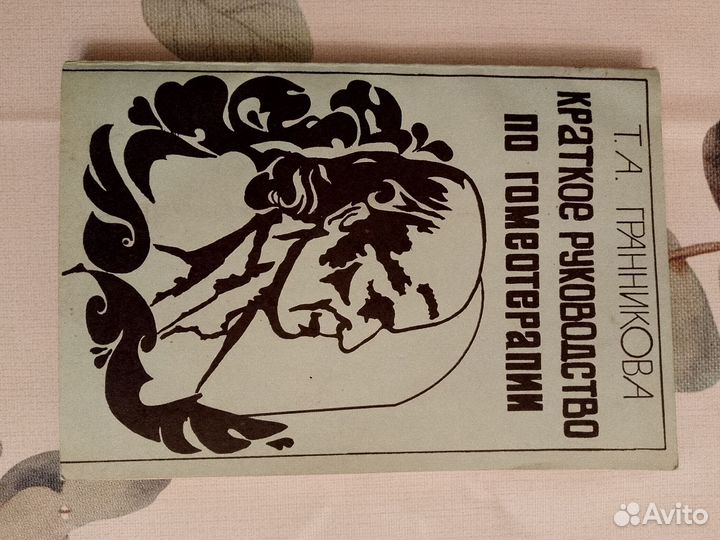 Т. А. ГРАННИКОВА
КРАТКОЕ РУКОВОДСТВО
ПО ГОМЕОТЕРАПИИ
Avito